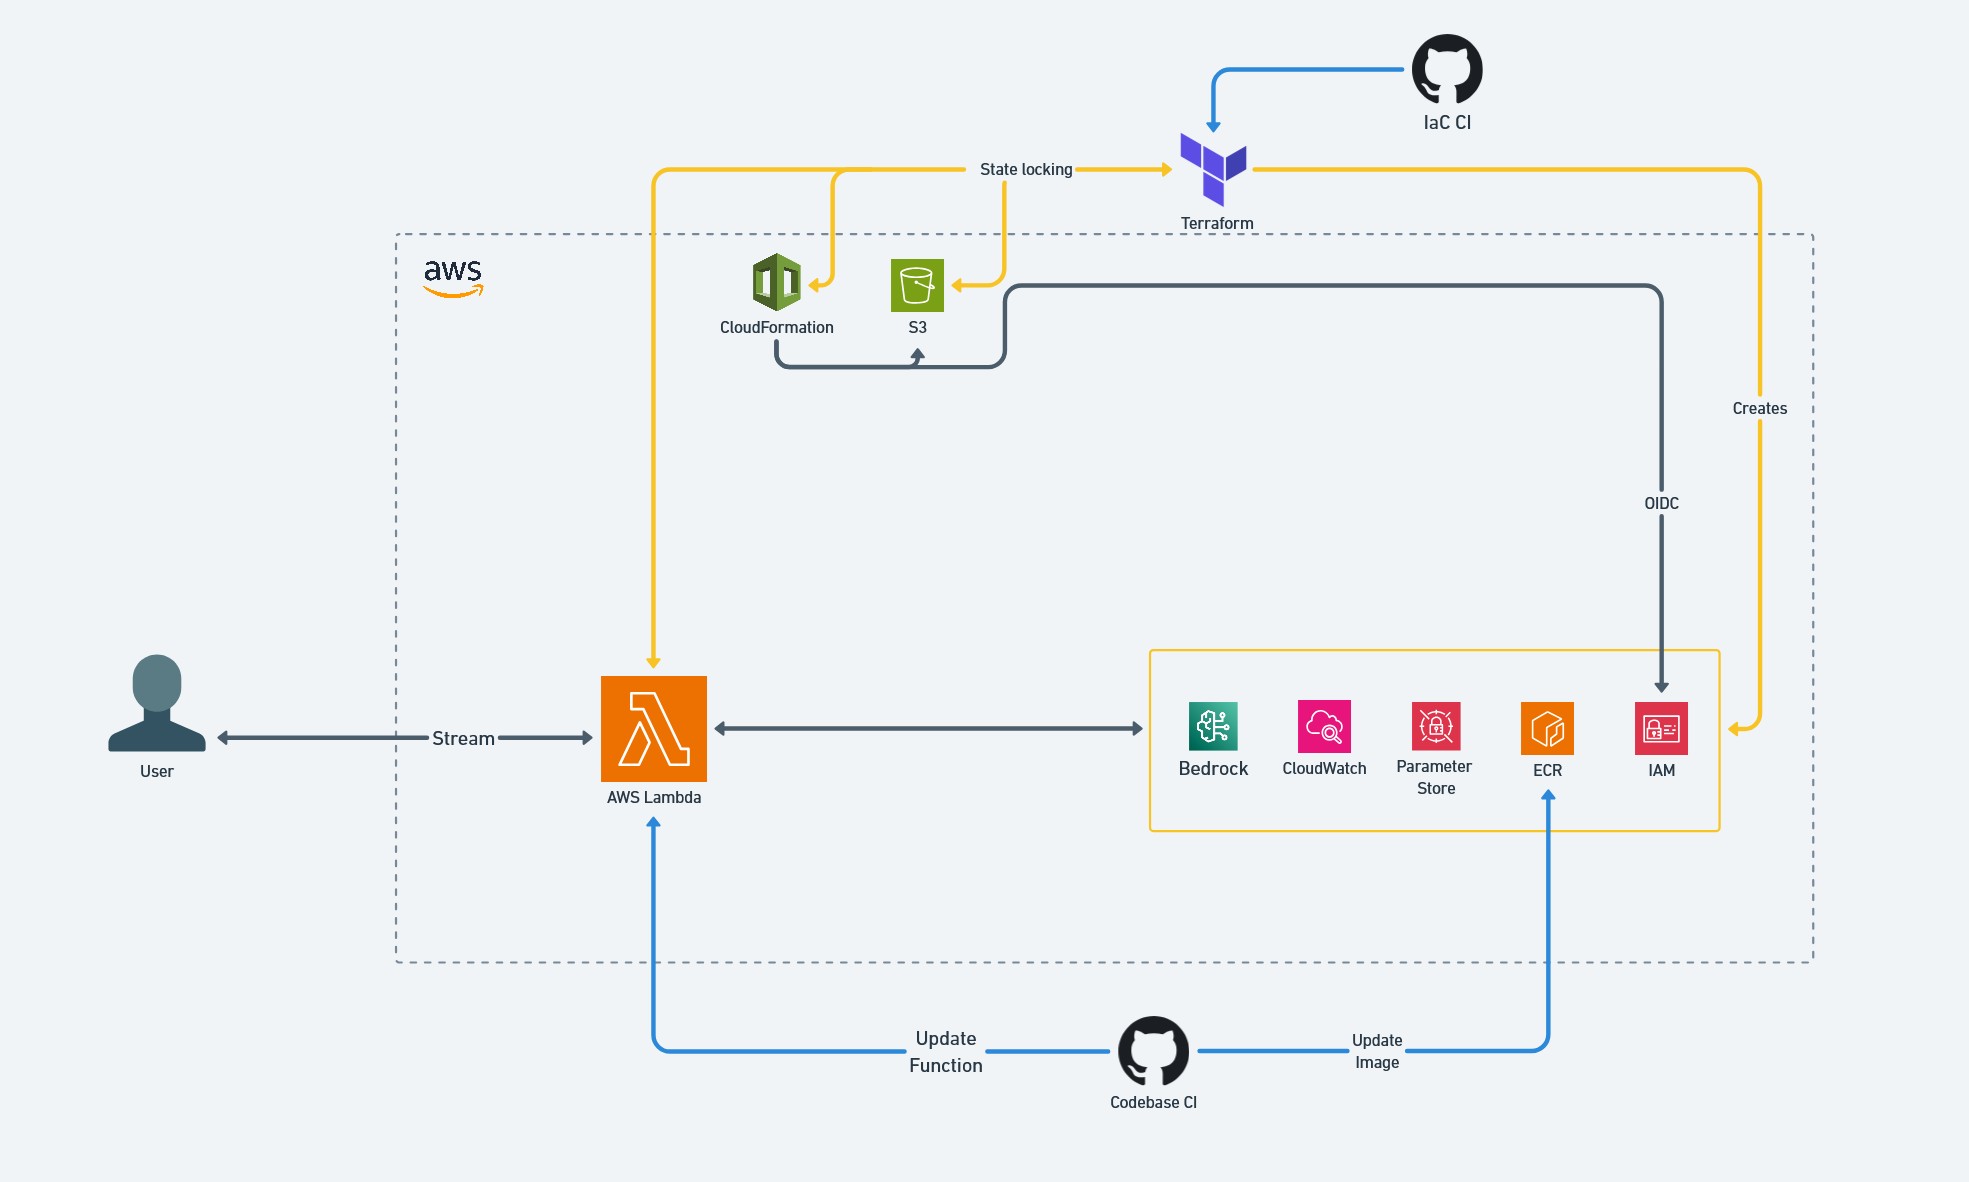 IaC CI
State locking
Terraform
aws
CloudFormation
S3
Creates
OIDC
Stream
User
AWS Lambda
Bedrock
CloudWatch
Parameter
Store
ECR
IAM
Update
Function
Update
Image
Codebase CI